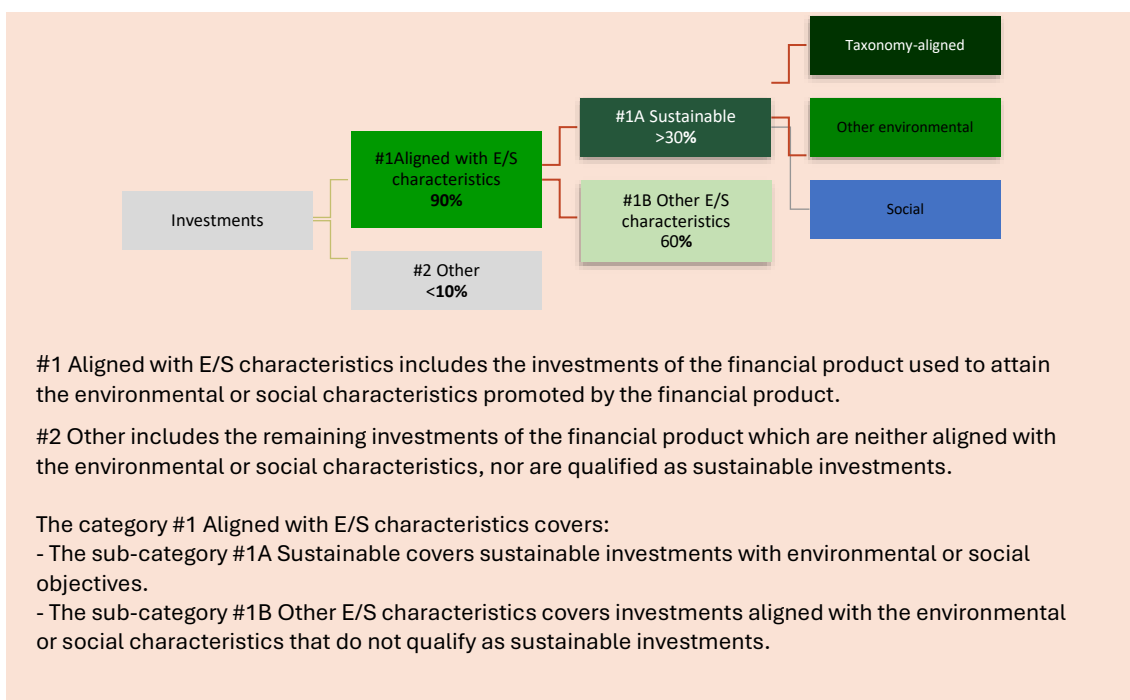 Taxonomy-aligned
#1A Sustainable
>30%
Other environmental
#1Aligned with E/S
characteristics
90%
#1B Other E/S
characteristics
60%
Investments
Social
#2 Other
<10%
#1 Aligned with E/S characteristics includes the investments of the financial product used to attain
the environmental or social characteristics promoted by the financial product.
#2 Other includes the remaining investments of the financial product which are neither aligned with
the environmental or social characteristics, nor are qualified as sustainable investments.
The category #1 Aligned with E/S characteristics covers:
- The sub-category #1A Sustainable covers sustainable investments with environmental or social
objectives.
- The sub-category #1B Other E/S characteristics covers investments aligned with the environmental
or social characteristics that do not qualify as sustainable investments.